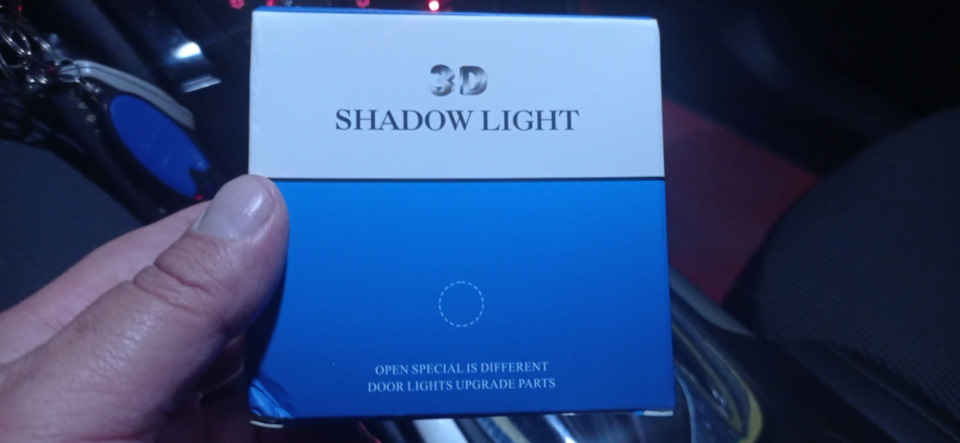 3D
SHADOW LIGHT
OPEN SPECIAL IS DIFFERENT
DOOR LIGHTS UPGRADE PARTS